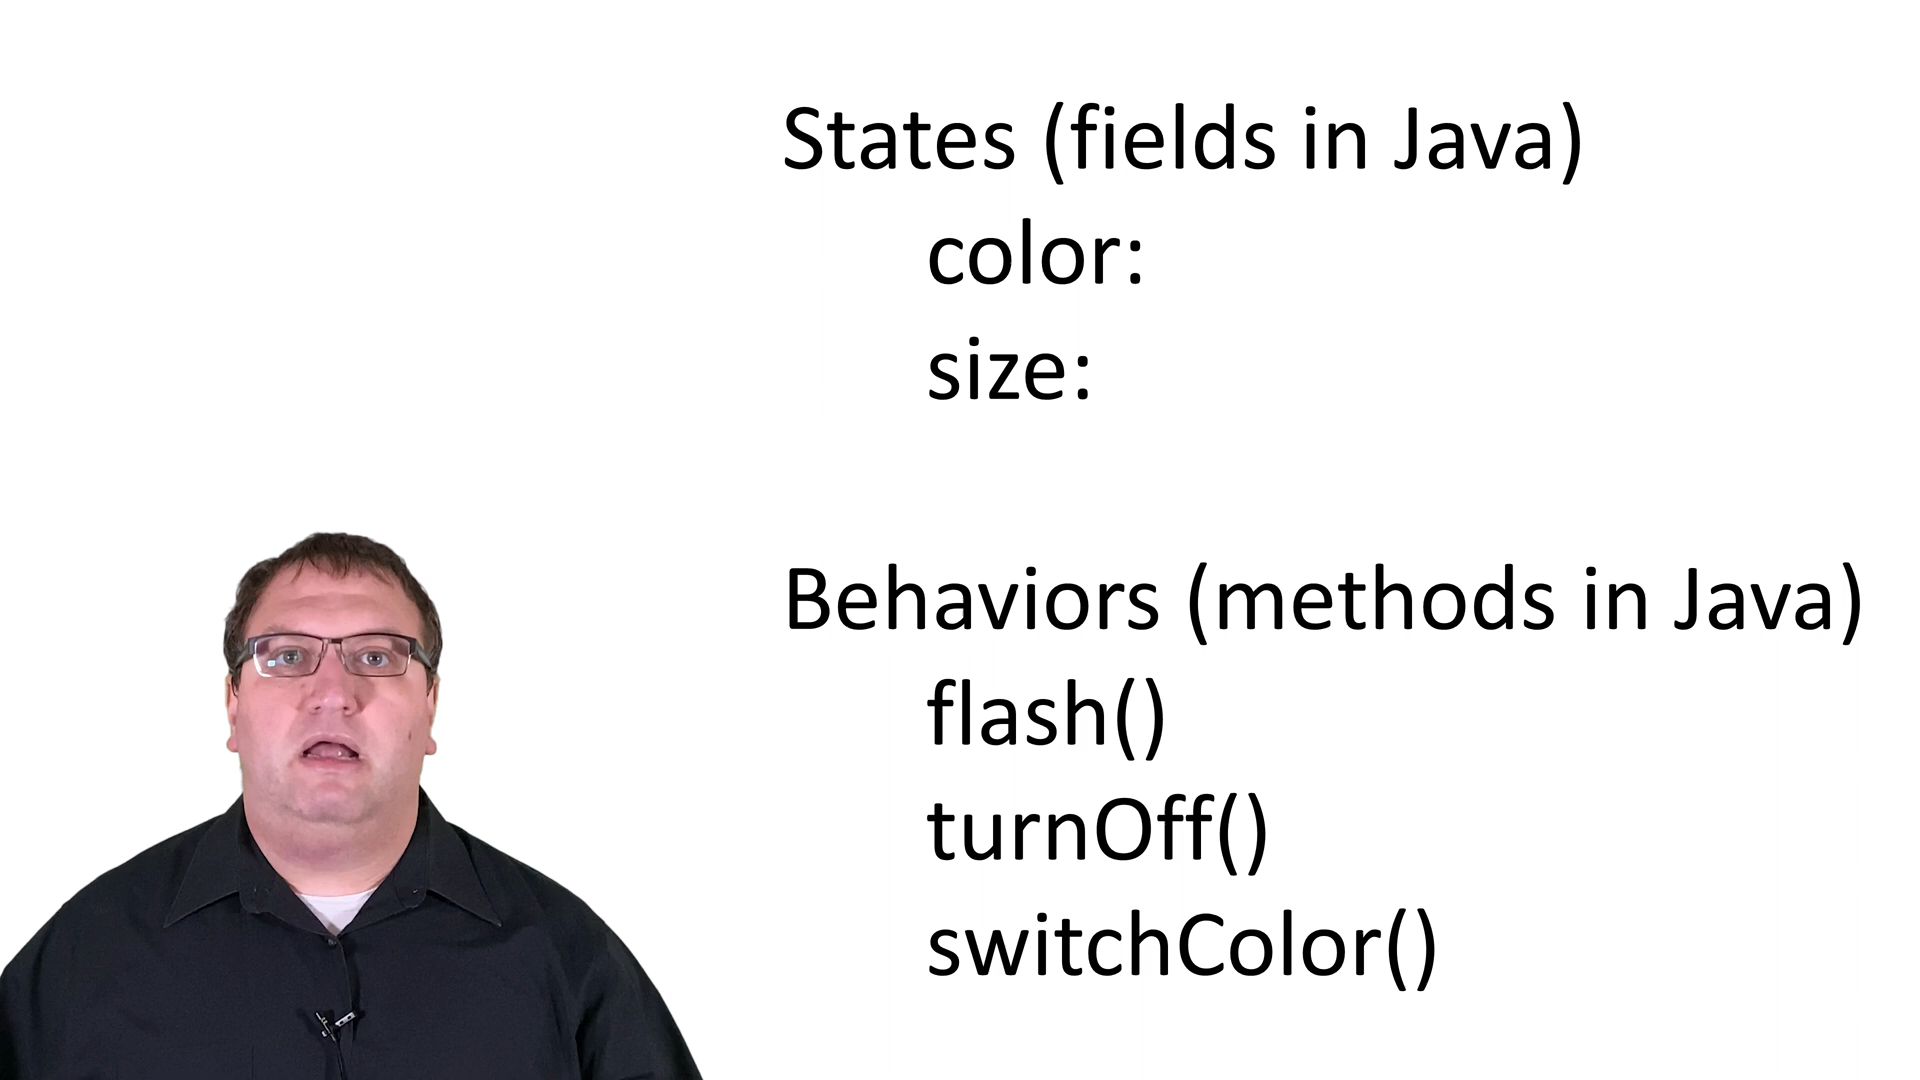 States (fields in Java)
color:
size:
Behaviors (methods in Java)
flash()
turnOff()
switchColor()